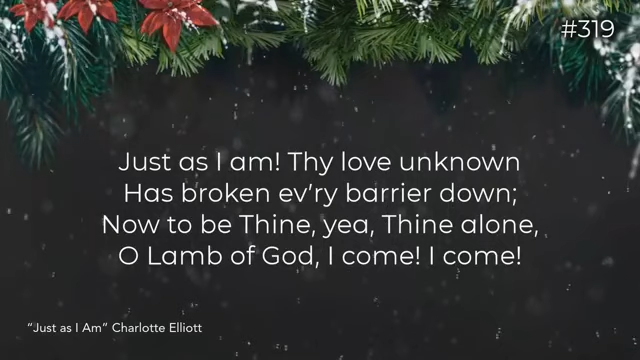 #319
Just as I am! Thy love unknown
Has broken ev’ry barrier down;
Now to be Thine, yea, Thine alone,
O Lamb of God, I come! I come!
“Just as I Am” Charlotte Elliott